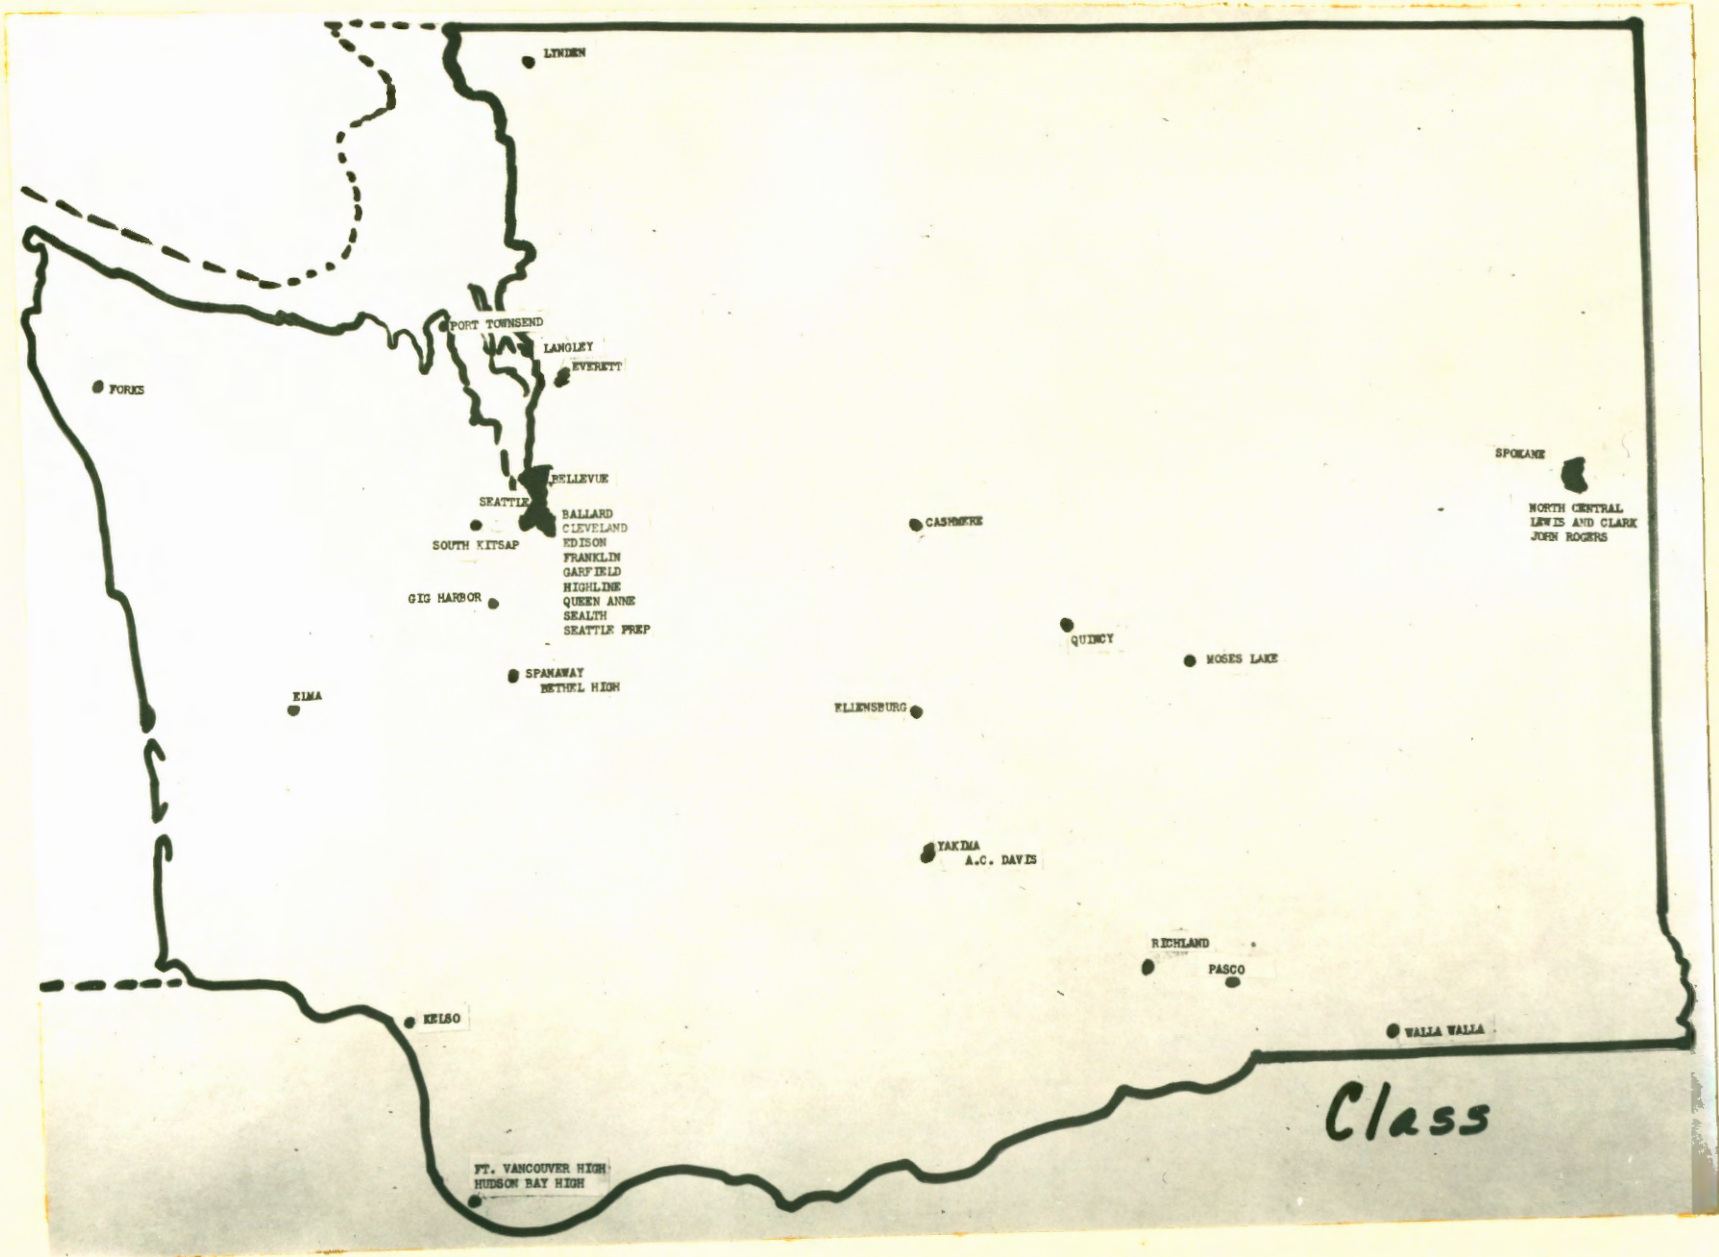 LYNDEN
PORT TOWNSEND
LANGLEY
EVERETT
FORKS
SPOKANE
BELLEVUE
SEATTLE
NORTH CENTRAL
LEWIS AND CLARK
JOHN ROGERS
BALLARD
CLEVELAND
EDISON
FRANKLIN
GARFIELD
HIGHLINE
QUEEN ANNE
SEALTH
SEATTLE PREP
CASHMERE
SOUTH KITSAP
GIG HARBOR
QUINCY
MOSES LAKE
SPANAWAY
BETHEL HIGH
ELMA
ELLENSBURG
YAKIMA
A.C. DAVIS
RICHLAND
PASCO
KELSO
WALLA WALLA
Class
FT. VANCOUVER HIGH
HUDSON BAY HIGH